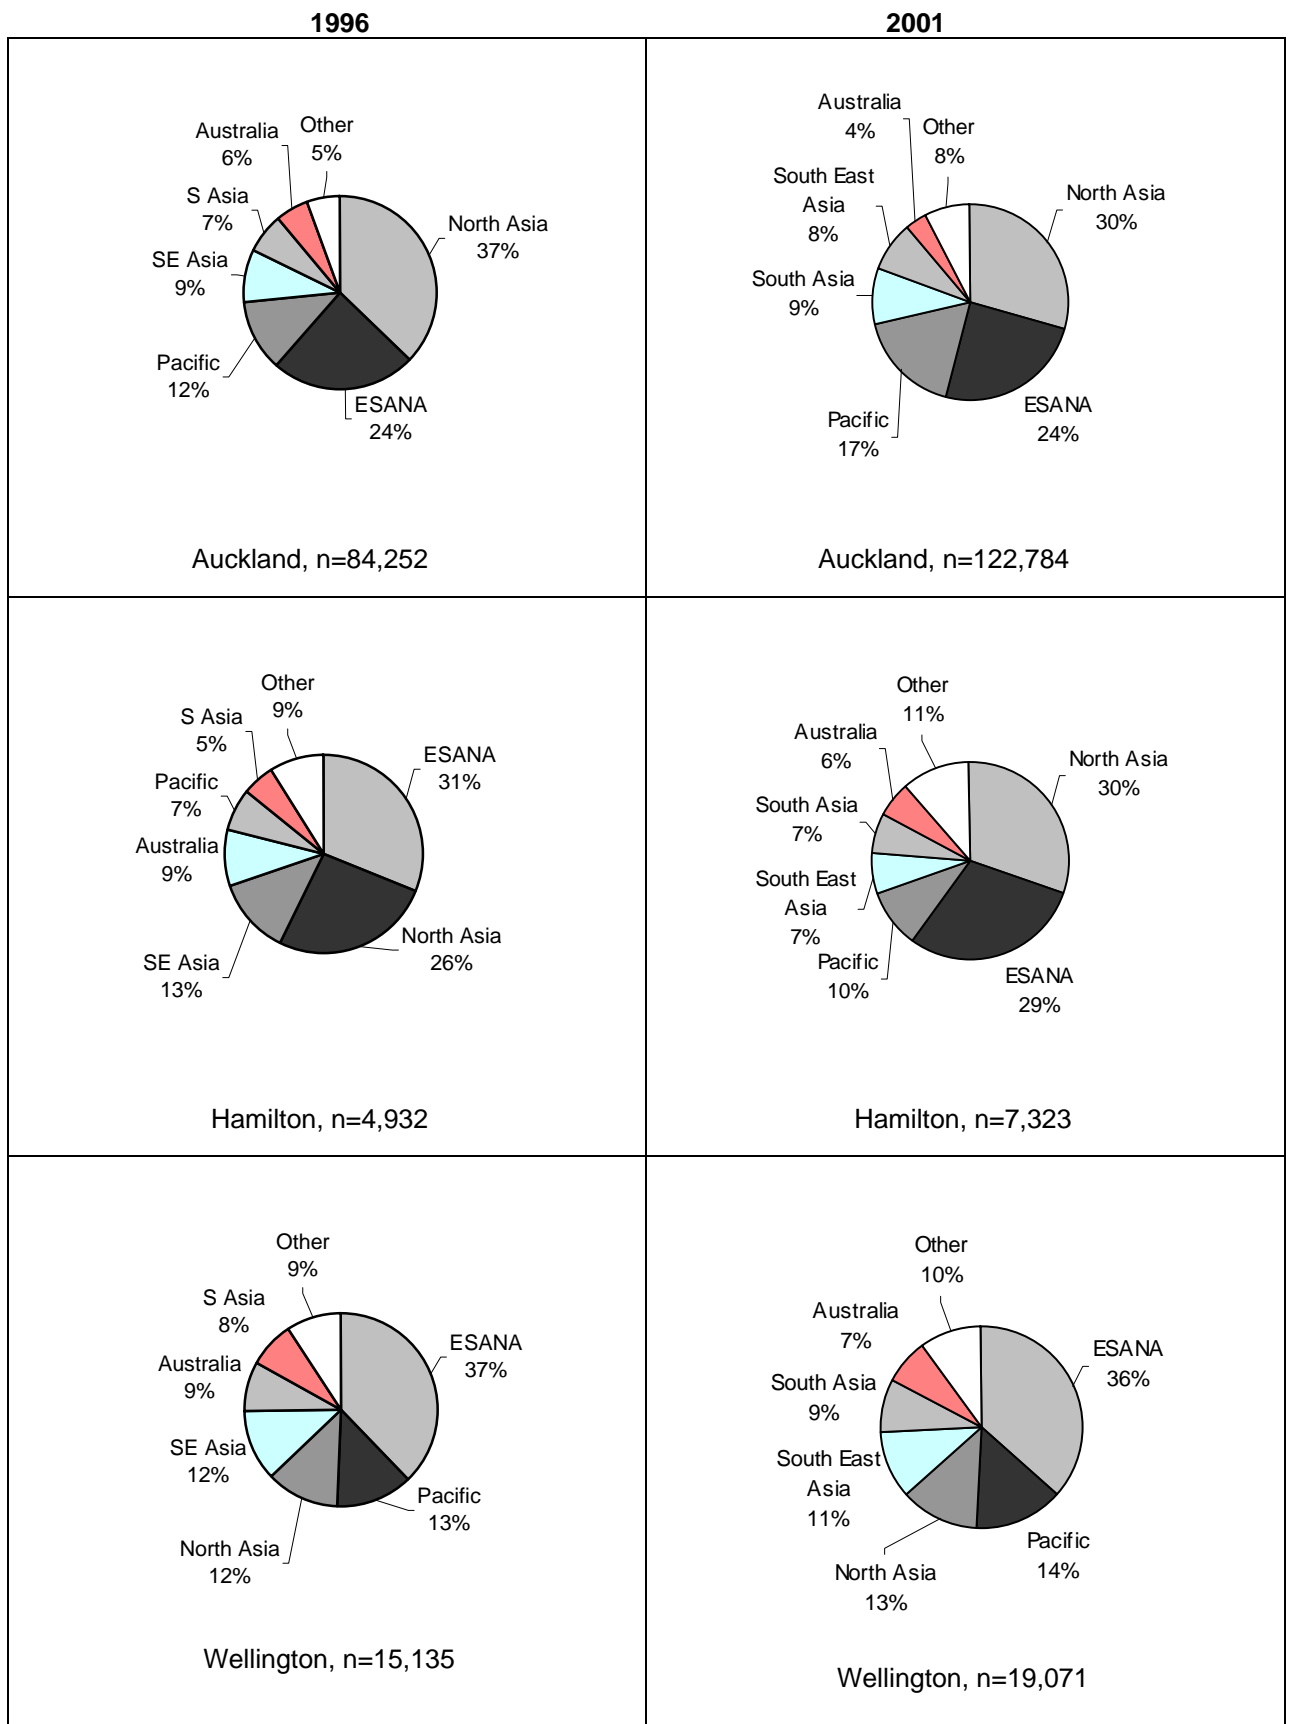 1996
2001
Australia
6%
Other
5%
S Asia
7%
North Asia
37%
SE Asia
9%
Pacific
12%
ESANA
24%
Auckland, n=84,252
Australia
4%
Other
8%
South East
Asia
8%
North Asia
30%
South Asia
9%
Pacific
17%
ESANA
24%
Auckland, n=122,784
Other
9%
S Asia
5%
ESANA
31%
Pacific
7%
Australia
9%
North Asia
26%
SE Asia
13%
Hamilton, n=4,932
Other
11%
Australia
6%
North Asia
30%
South Asia
7%
South East
Asia
7%
Pacific
10%
ESANA
29%
Hamilton, n=7,323
Other
9%
S Asia
8%
ESANA
37%
Australia
9%
SE Asia
12%
Pacific
13%
North Asia
12%
Wellington, n=15,135
Other
10%
Australia
7%
ESANA
36%
South Asia
9%
South East
Asia
11%
Pacific
14%
North Asia
13%
Wellington, n=19,071